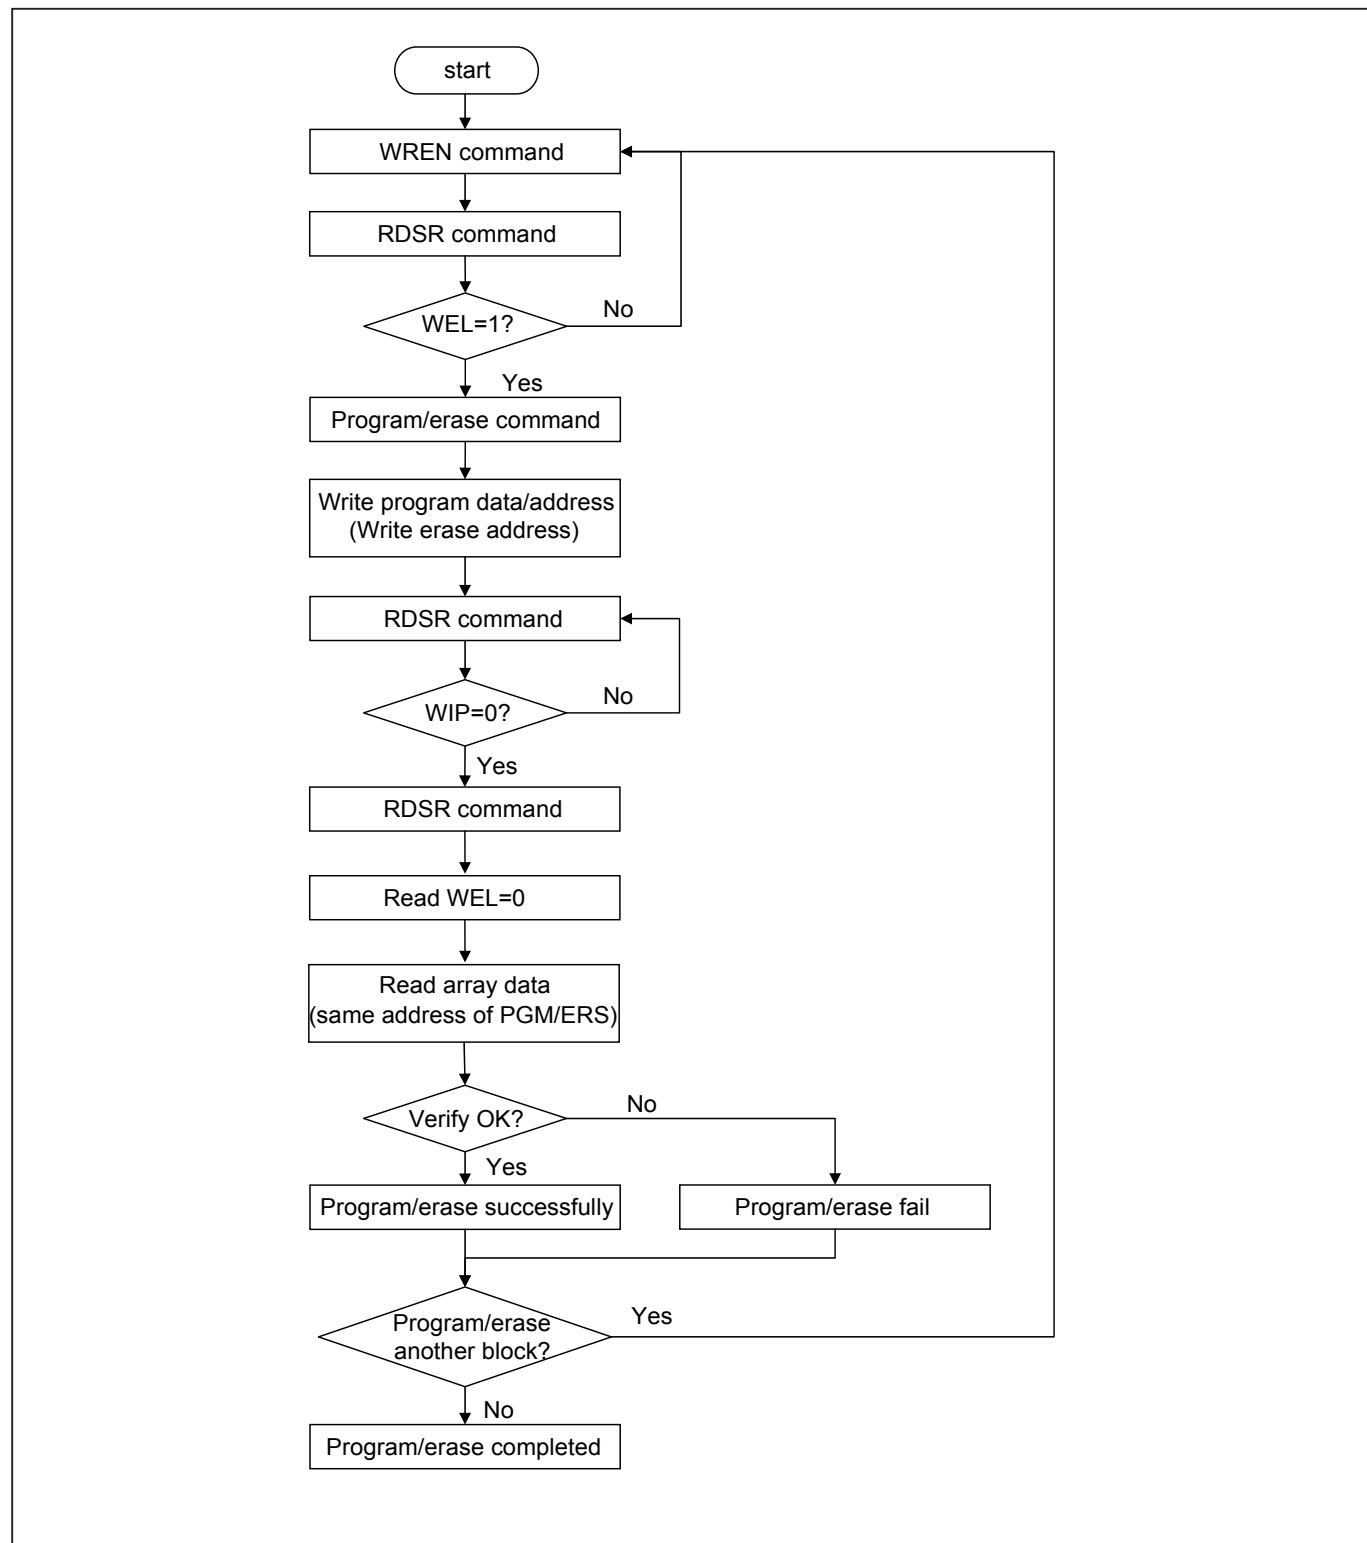 start
WREN command
RDSR command
WEL=1?
No
Yes
Program/erase command
Write program data/address
(Write erase address)
RDSR command
WIP=0?
No
Yes
RDSR command
Read WEL=0
Read array data
(same address of PGM/ERS)
Verify OK?
No
Yes
Program/erase successfully
Program/erase fail
Program/erase
another block?
Yes
No
Program/erase completed